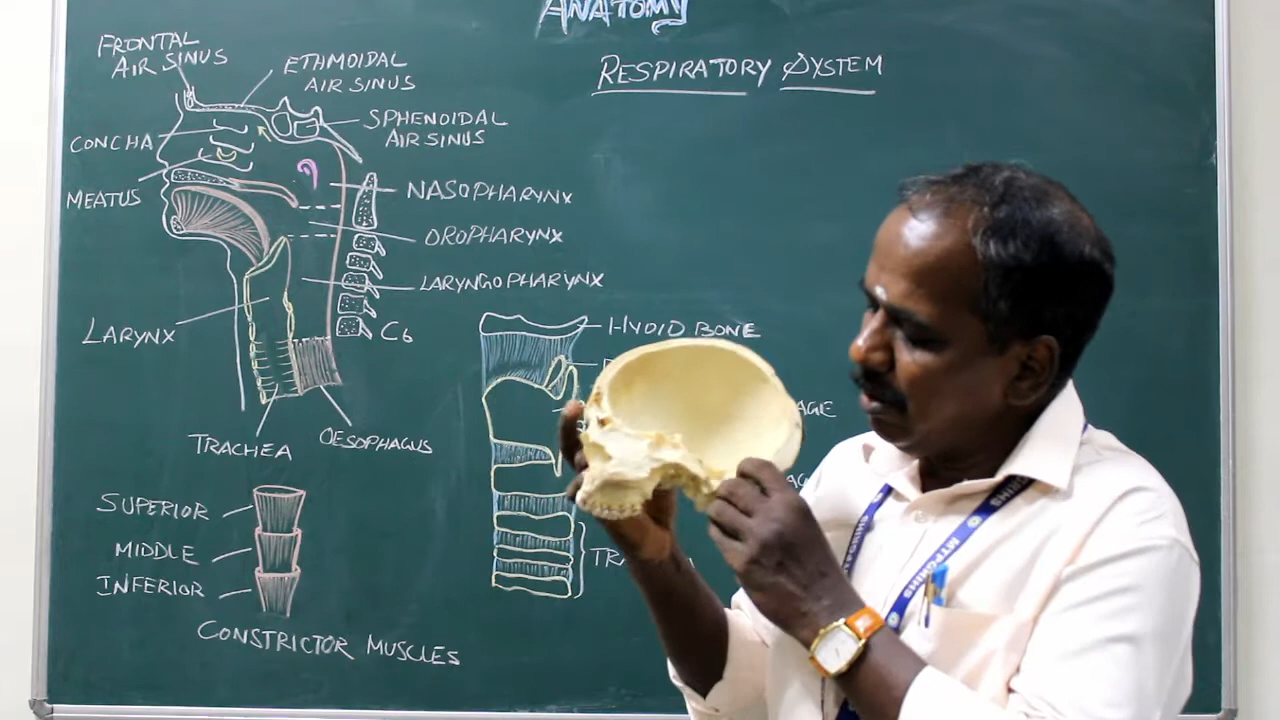 ANATOMY
RESPIRATORY SYSTEM
FRONTAL
AIR SINUS
ETHMOIDAL
AIR SINUS
SPHENOIDAL
AIR SINUS
CONCHA
MEATUS
NASOPHARYNX
OROPHARYNX
LARYNGOPHARYNX
LARYNX
C6
TRACHEA
OESOPHAGUS
HYOID BONE
SUPERIOR
MIDDLE
INFERIOR
CONSTRICTOR MUSCLES